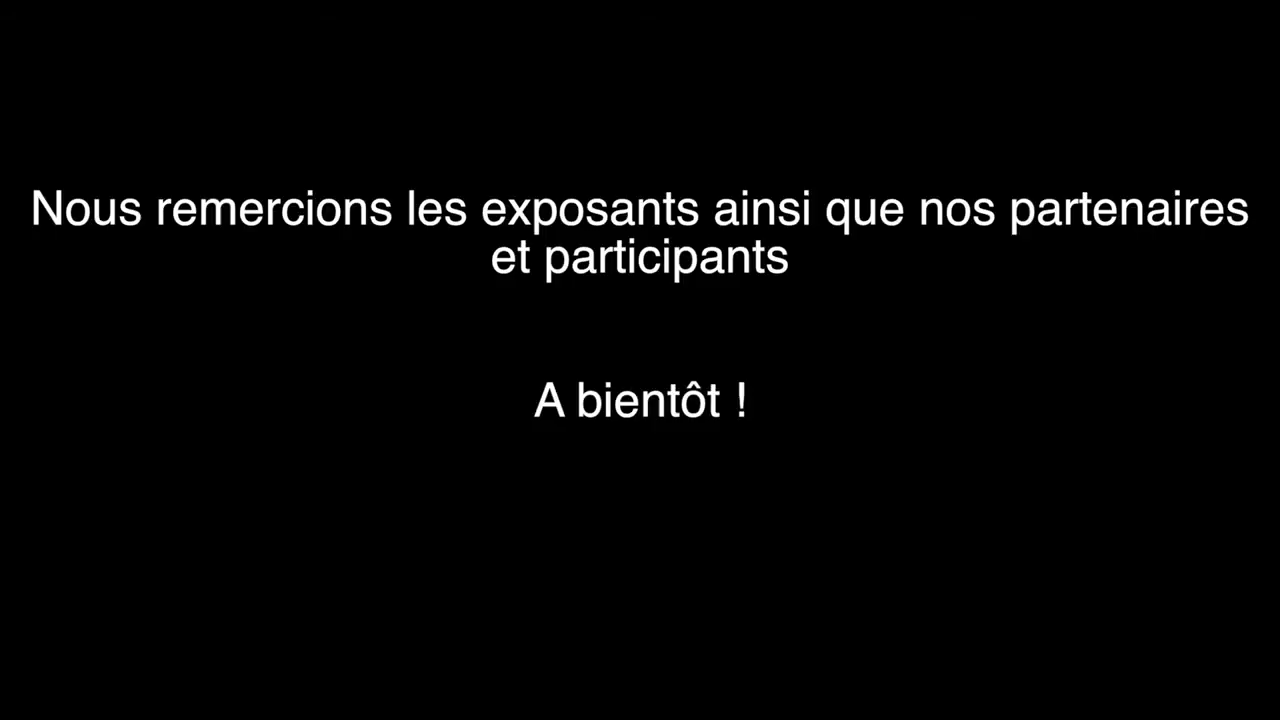 Nous remercions les exposants ainsi que nos partenaires
et participants
A bientôt !